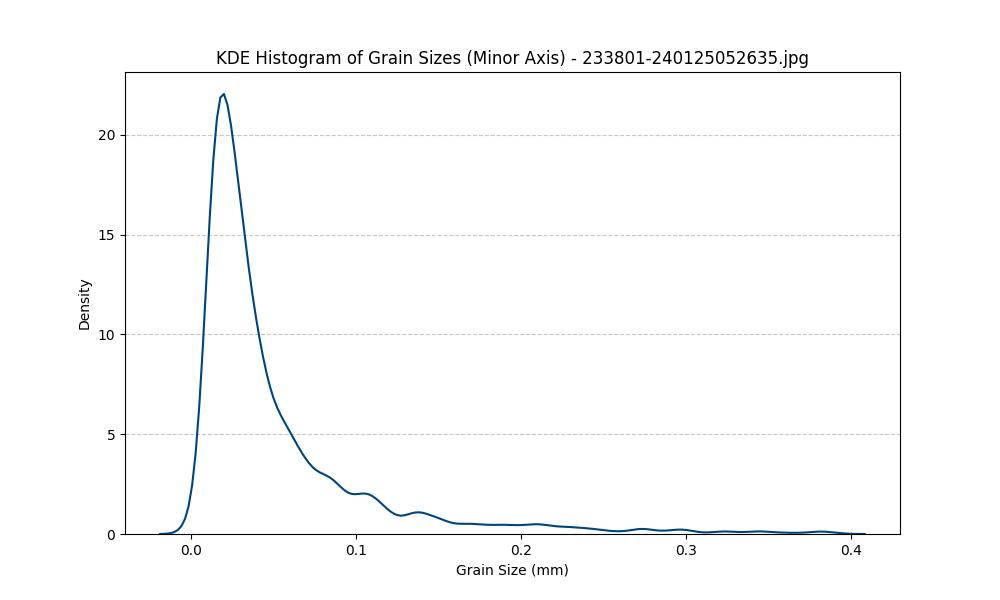 KDE Histogram of Grain Sizes (Minor Axis) - 233801-240125052635.jpg
20
15
10
5
0
Density
0.0 0.1 0.2 0.3 0.4
Grain Size (mm)